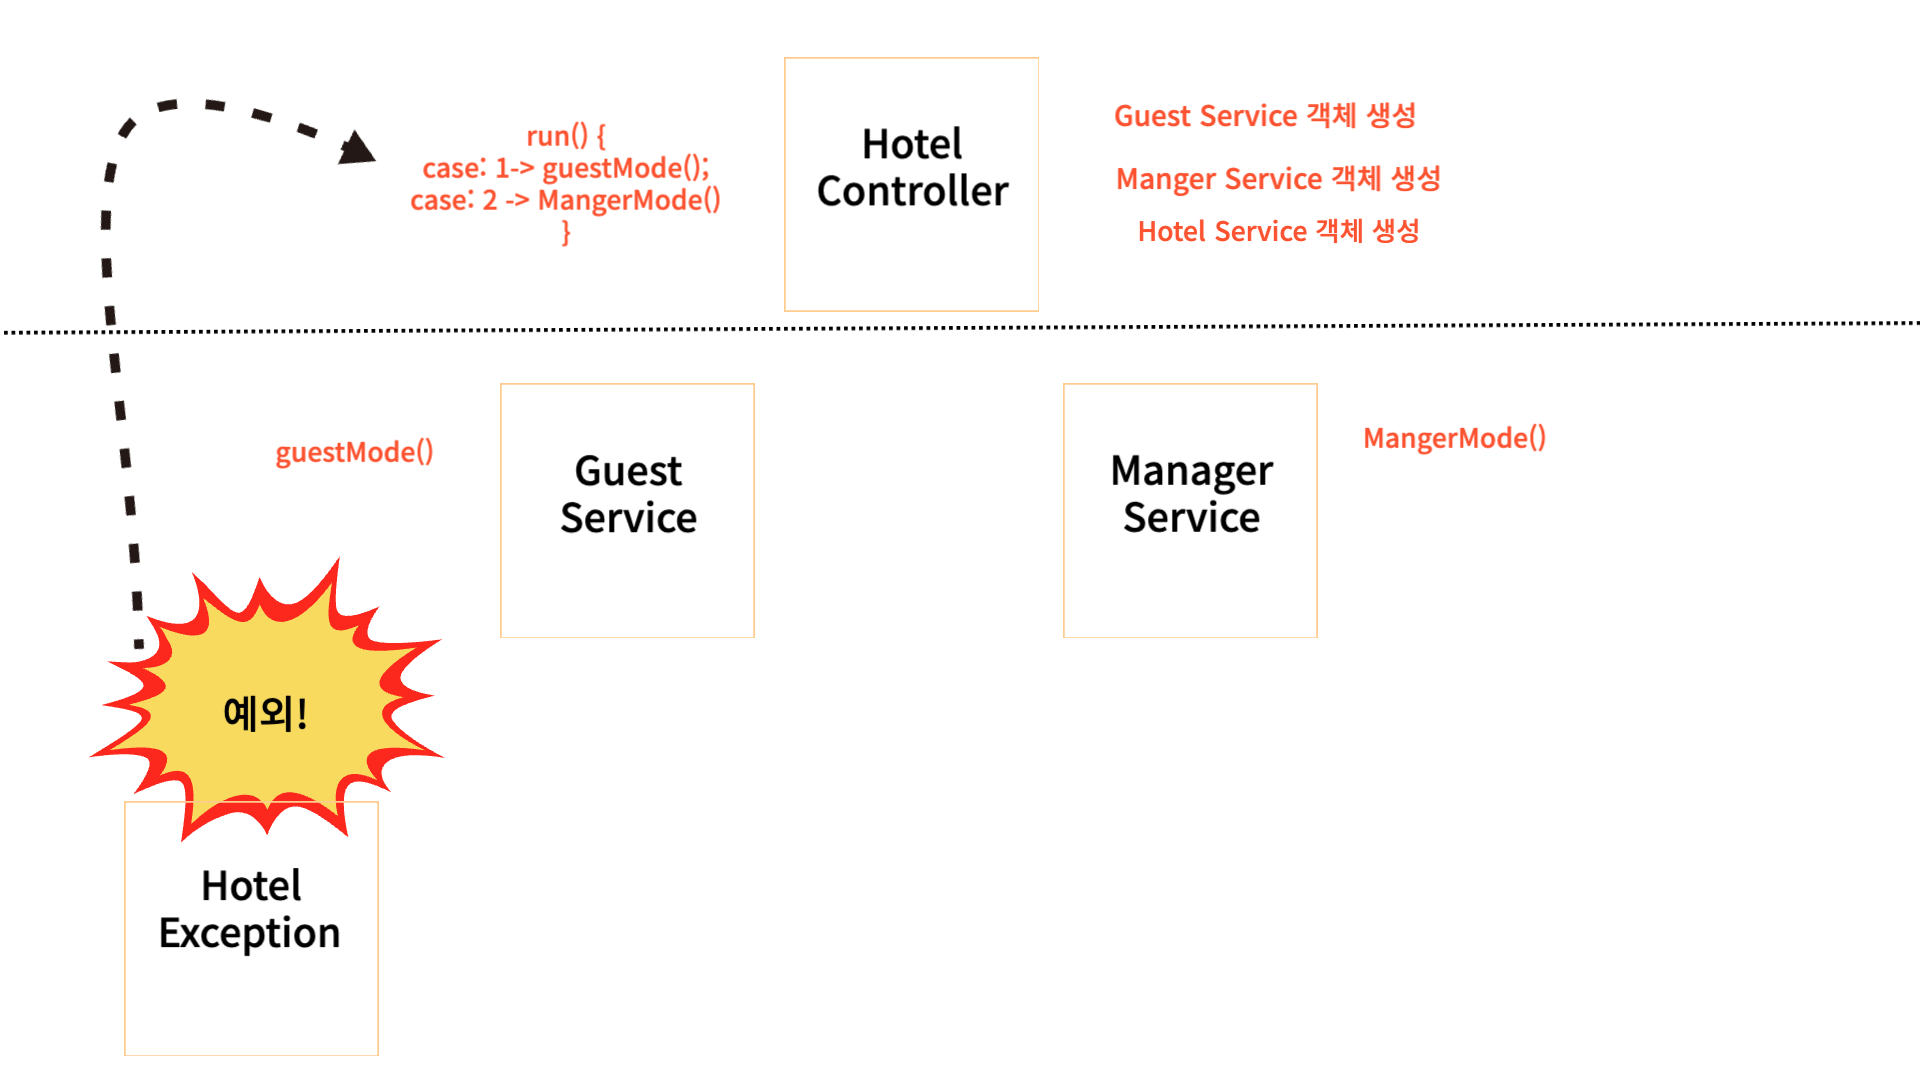 run() {
case: 1-> guestMode();
case: 2 -> MangerMode()
}
Hotel
Controller
Guest Service 객체 생성
Manger Service 객체 생성
Hotel Service 객체 생성
guestMode()
Guest
Service
Manager
Service
MangerMode()
예외!
Hotel
Exception